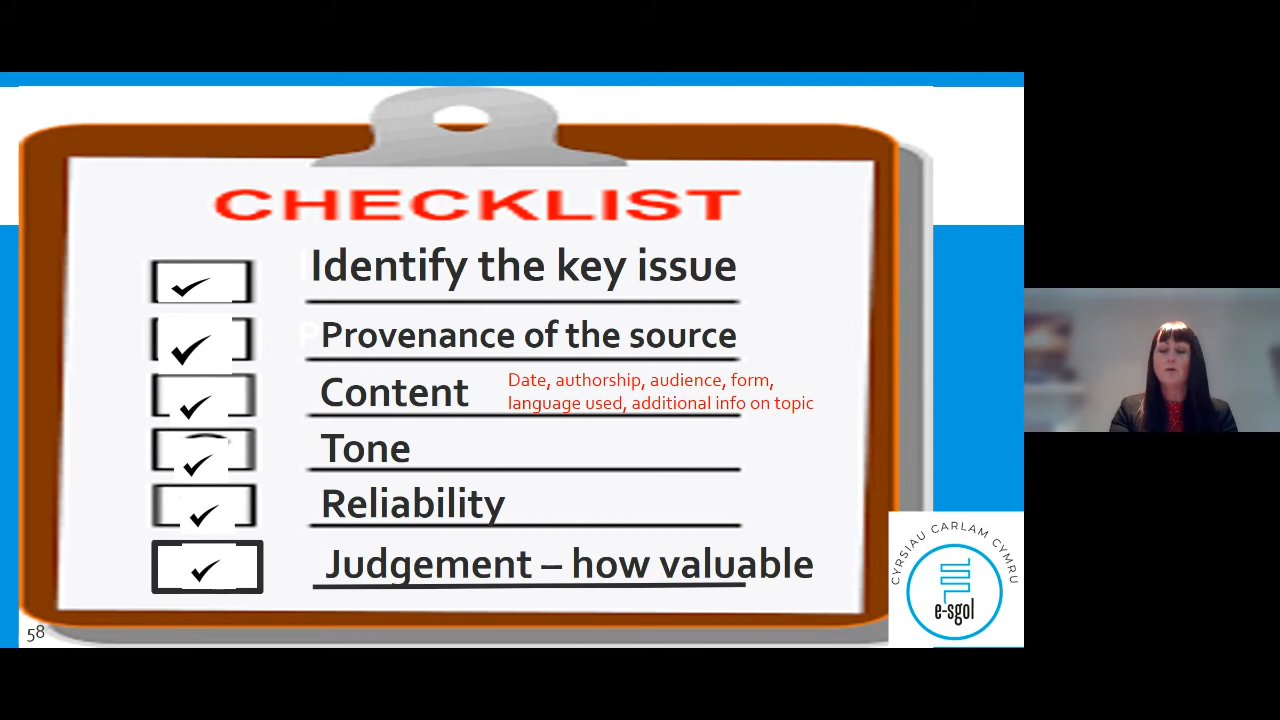 CHECKLIST
Identify the key issue
Provenance of the source
Content
Date, authorship, audience, form,
language used, additional info on topic
Tone
Reliability
Judgement – how valuable
58
CYRSIAU CARLAM CYMRU
e-sgol